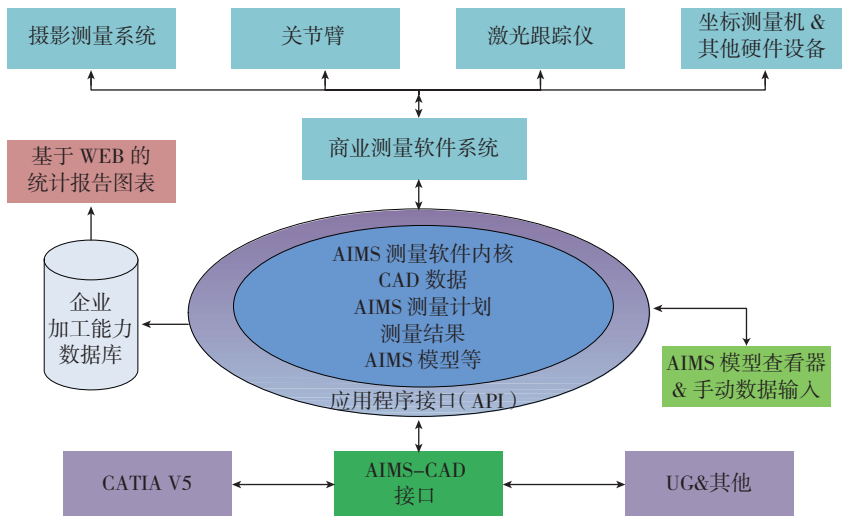 摄影测量系统
关节臂
激光跟踪仪
坐标测量机 &
其他硬件设备
商业测量软件系统
基于 WEB 的
统计报告图表
AIMS 测量软件内核
CAD 数据
AIMS 测量计划
测量结果
AIMS 模型等
应用程序接口( API )
企业
加工能力
数据库
AIMS 模型查看器
& 手动数据输入
CATIA V5
AIMS–CAD
接口
UG&其他